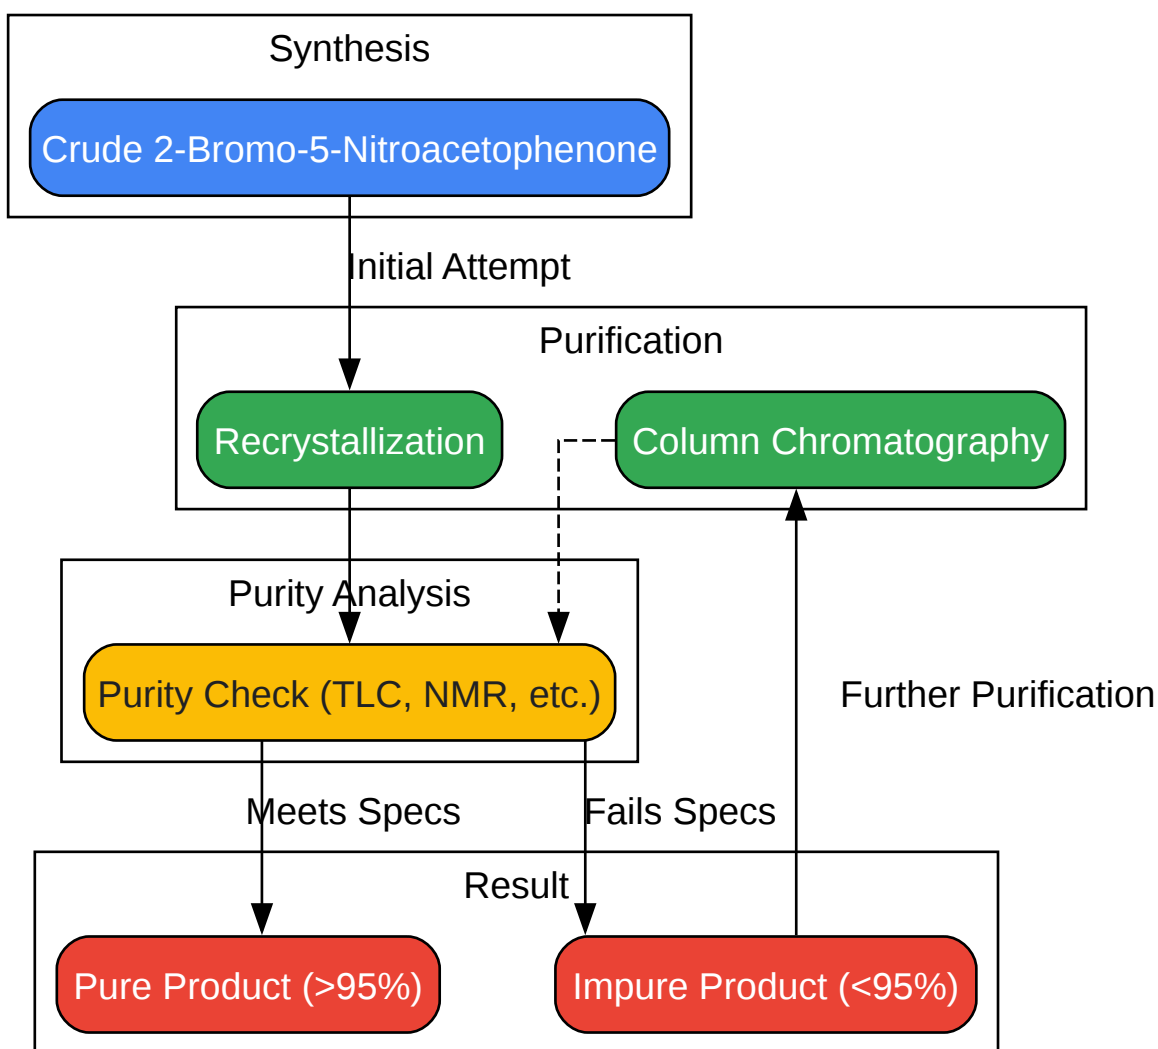 Synthesis
Crude 2-Bromo-5-Nitroacetophenone
Initial Attempt
Purification
Recrystallization
Column Chromatography
Purity Analysis
Purity Check (TLC, NMR, etc.)
Further Purification
Meets Specs
Fails Specs
Result
Pure Product (>95%)
Impure Product (<95%)